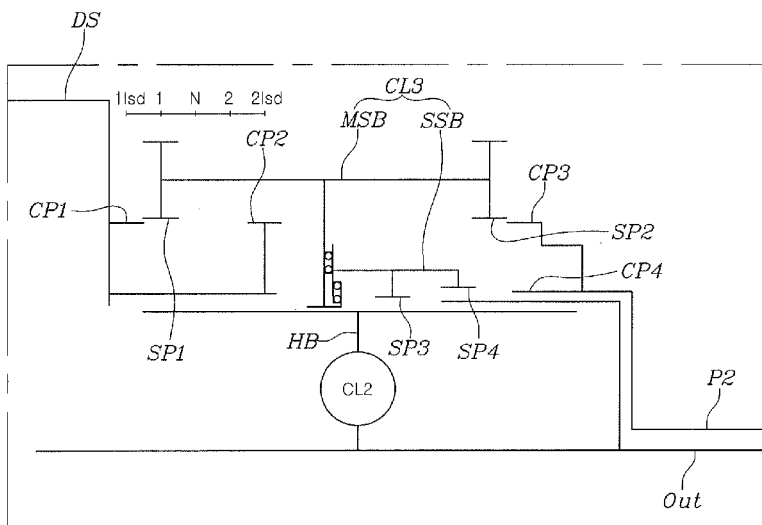 DS
1lsd 1 N 2 2lsd
CL3
MSB SSB
CP2
CP1
CP3
SP2
CP4
SP1
HB
SP3
SP4
CL2
P2
Out